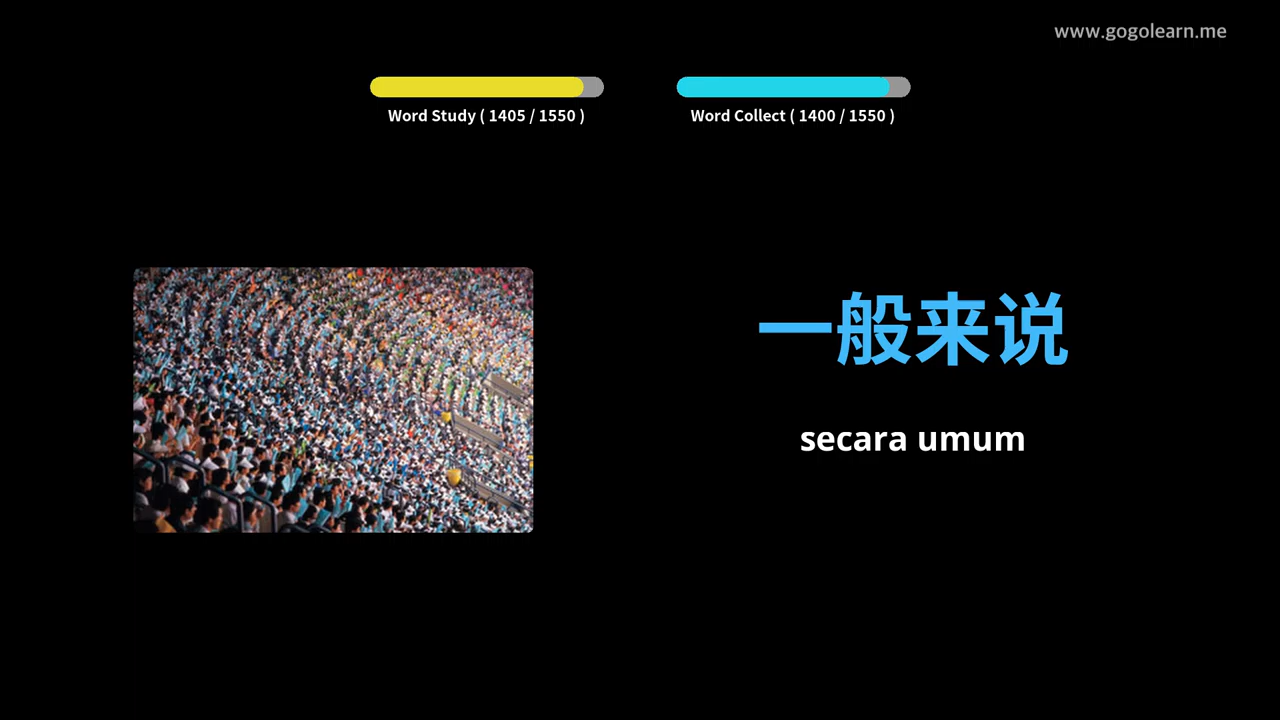 www.gogolearn.me
Word Study ( 1405 / 1550 )
Word Collect ( 1400 / 1550 )
一般来说
secara umum